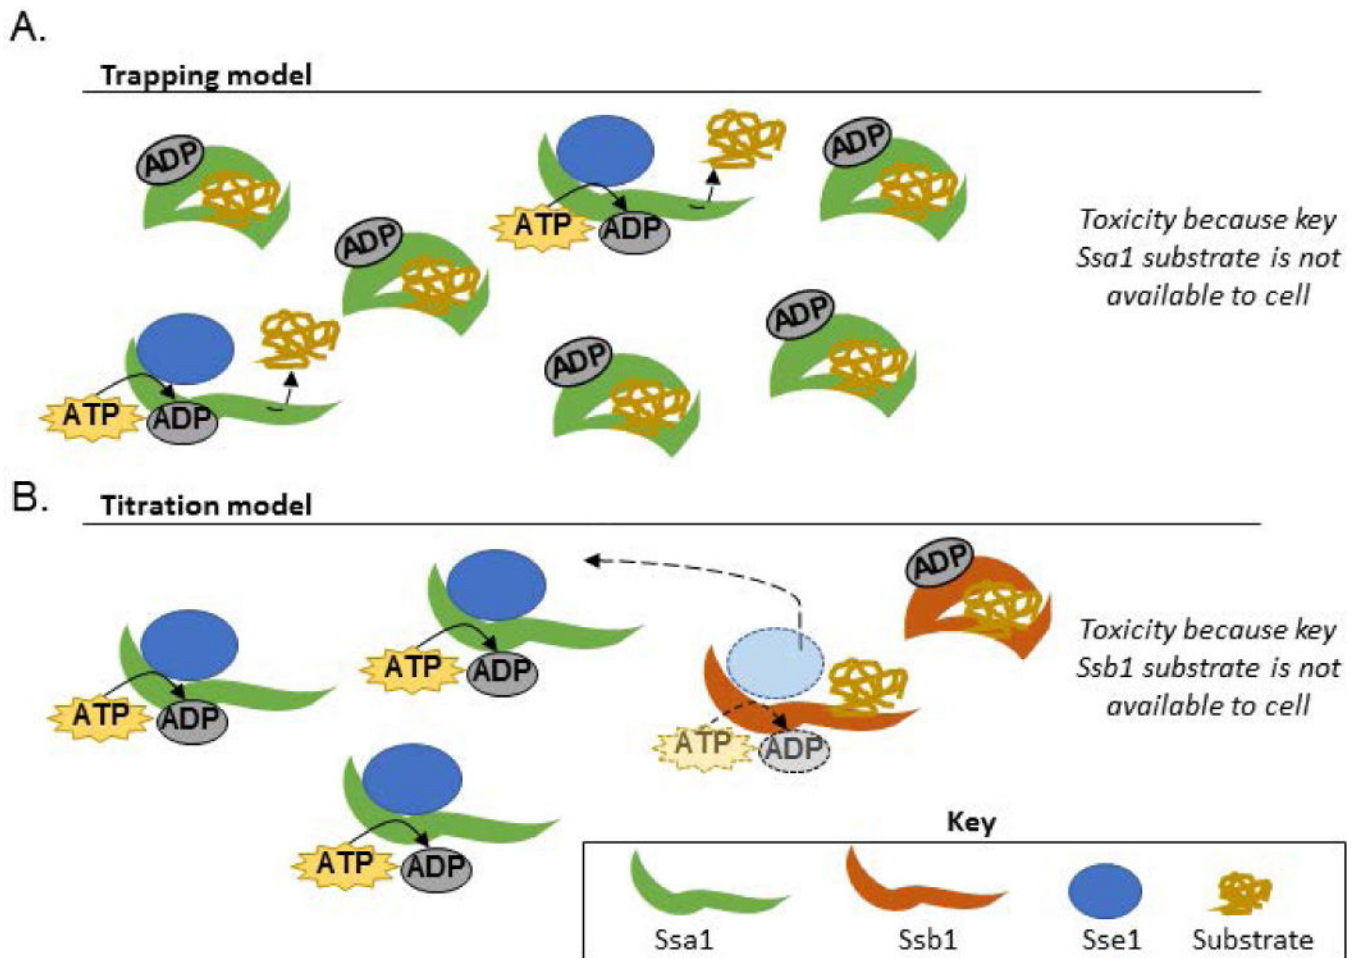 A.
Trapping model
ADP
ADP
ATP
ADP
ADP
Toxicity because key
Ssa1 substrate is not
available to cell
ADP
ADP
ATP
ADP
ADP
B.
Titration model
ADP
ATP
ADP
ATP
ADP
ATP
ADP
Toxicity because key
Ssb1 substrate is not
available to cell
ATP
ADP
Key
Ssa1
Ssb1
Sse1
Substrate